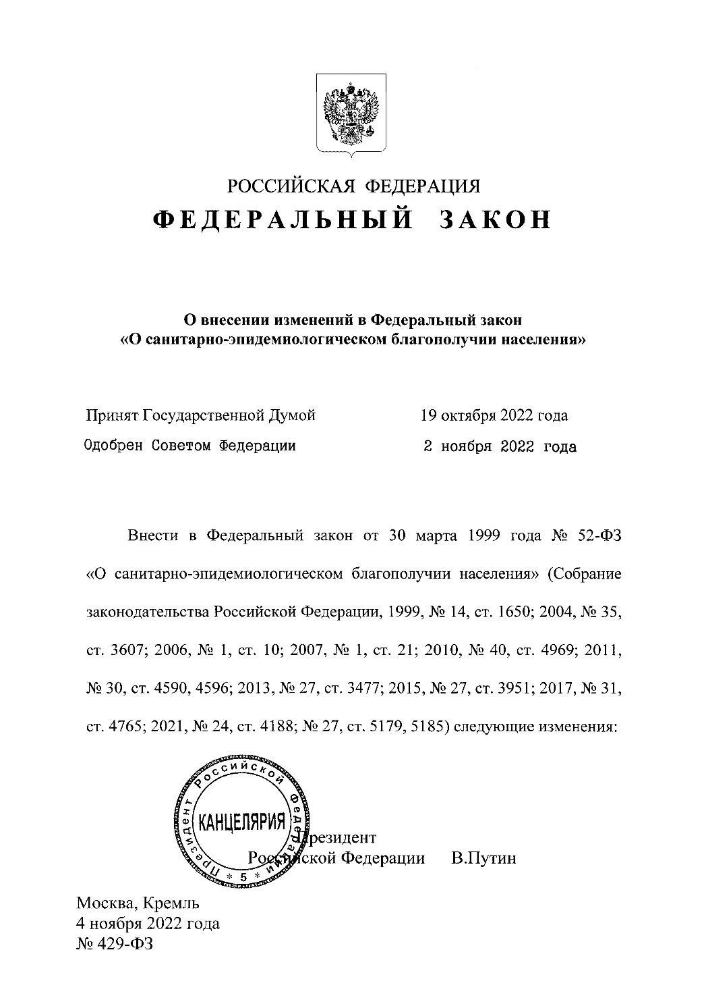 РОССИЙСКАЯ ФЕДЕРАЦИЯ
ФЕДЕРАЛЬНЫЙ ЗАКОН
О внесении изменений в Федеральный закон
«О санитарно-эпидемиологическом благополучии населения»
Принят Государственной Думой 19 октября 2022 года
Одобрен Советом Федерации 2 ноября 2022 года
Внести в Федеральный закон от 30 марта 1999 года № 52-ФЗ
«О санитарно-эпидемиологическом благополучии населения» (Собрание
законодательства Российской Федерации, 1999, № 14, ст. 1650; 2004, № 35,
ст. 3607; 2006, № 1, ст. 10; 2007, № 1, ст. 21; 2010, № 40, ст. 4969; 2011,
№ 30, ст. 4590, 4596; 2013, № 27, ст. 3477; 2015, № 27, ст. 3951; 2017, № 31,
ст. 4765; 2021, № 24, ст. 4188; № 27, ст. 5179, 5185) следующие изменения:
Президент Российской Федерации
КАНЦЕЛЯРИЯ
* 5 *
Президент
Российской Федерации В.Путин
Москва, Кремль
4 ноября 2022 года
№ 429-ФЗ